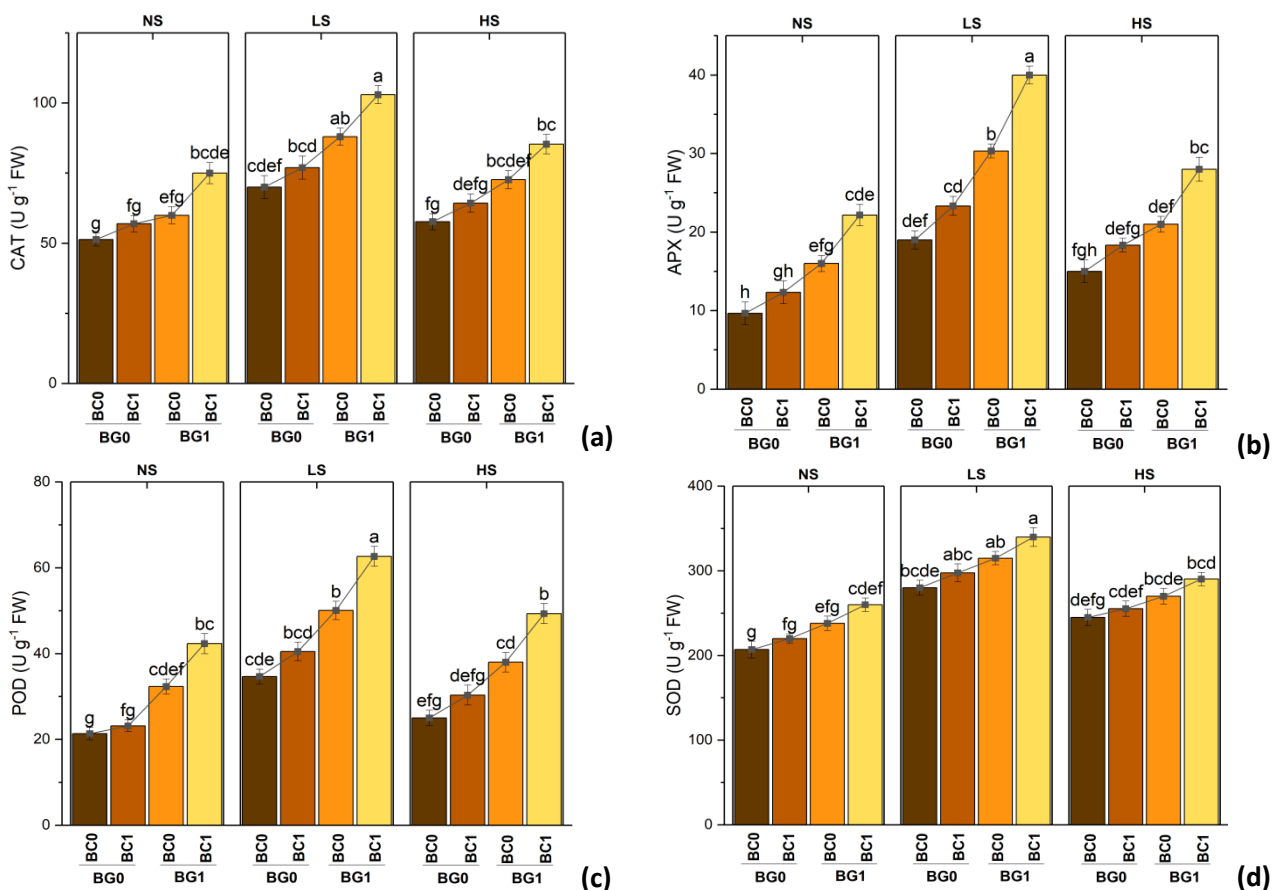 NS LS HS
CAT (U g⁻¹ FW)
100
50
0
g fg efg bcde
cdef bcd ab a
fg defg bcdef bc
BC0 BC1 BC0 BC1 BC0 BC1 BC0 BC1 BC0 BC1 BC0 BC1
BG0 BG1 BG0 BG1 BG0 BG1
(a)
NS LS HS
APX (U g⁻¹ FW)
40
30
20
10
0
h gh efg cde
def cd b a
fgh defg def bc
BC0 BC1 BC0 BC1 BC0 BC1 BC0 BC1 BC0 BC1 BC0 BC1
BG0 BG1 BG0 BG1 BG0 BG1
(b)
NS LS HS
POD (U g⁻¹ FW)
80
60
40
20
0
g fg cdef bc
cde bcd b a
efg defg cd b
BC0 BC1 BC0 BC1 BC0 BC1 BC0 BC1 BC0 BC1 BC0 BC1
BG0 BG1 BG0 BG1 BG0 BG1
(c)
NS LS HS
SOD (U g⁻¹ FW)
400
300
200
100
0
g fg efg cdef
bcde abc ab a
defg cdef bcde bcd
BC0 BC1 BC0 BC1 BC0 BC1 BC0 BC1 BC0 BC1 BC0 BC1
BG0 BG1 BG0 BG1 BG0 BG1
(d)